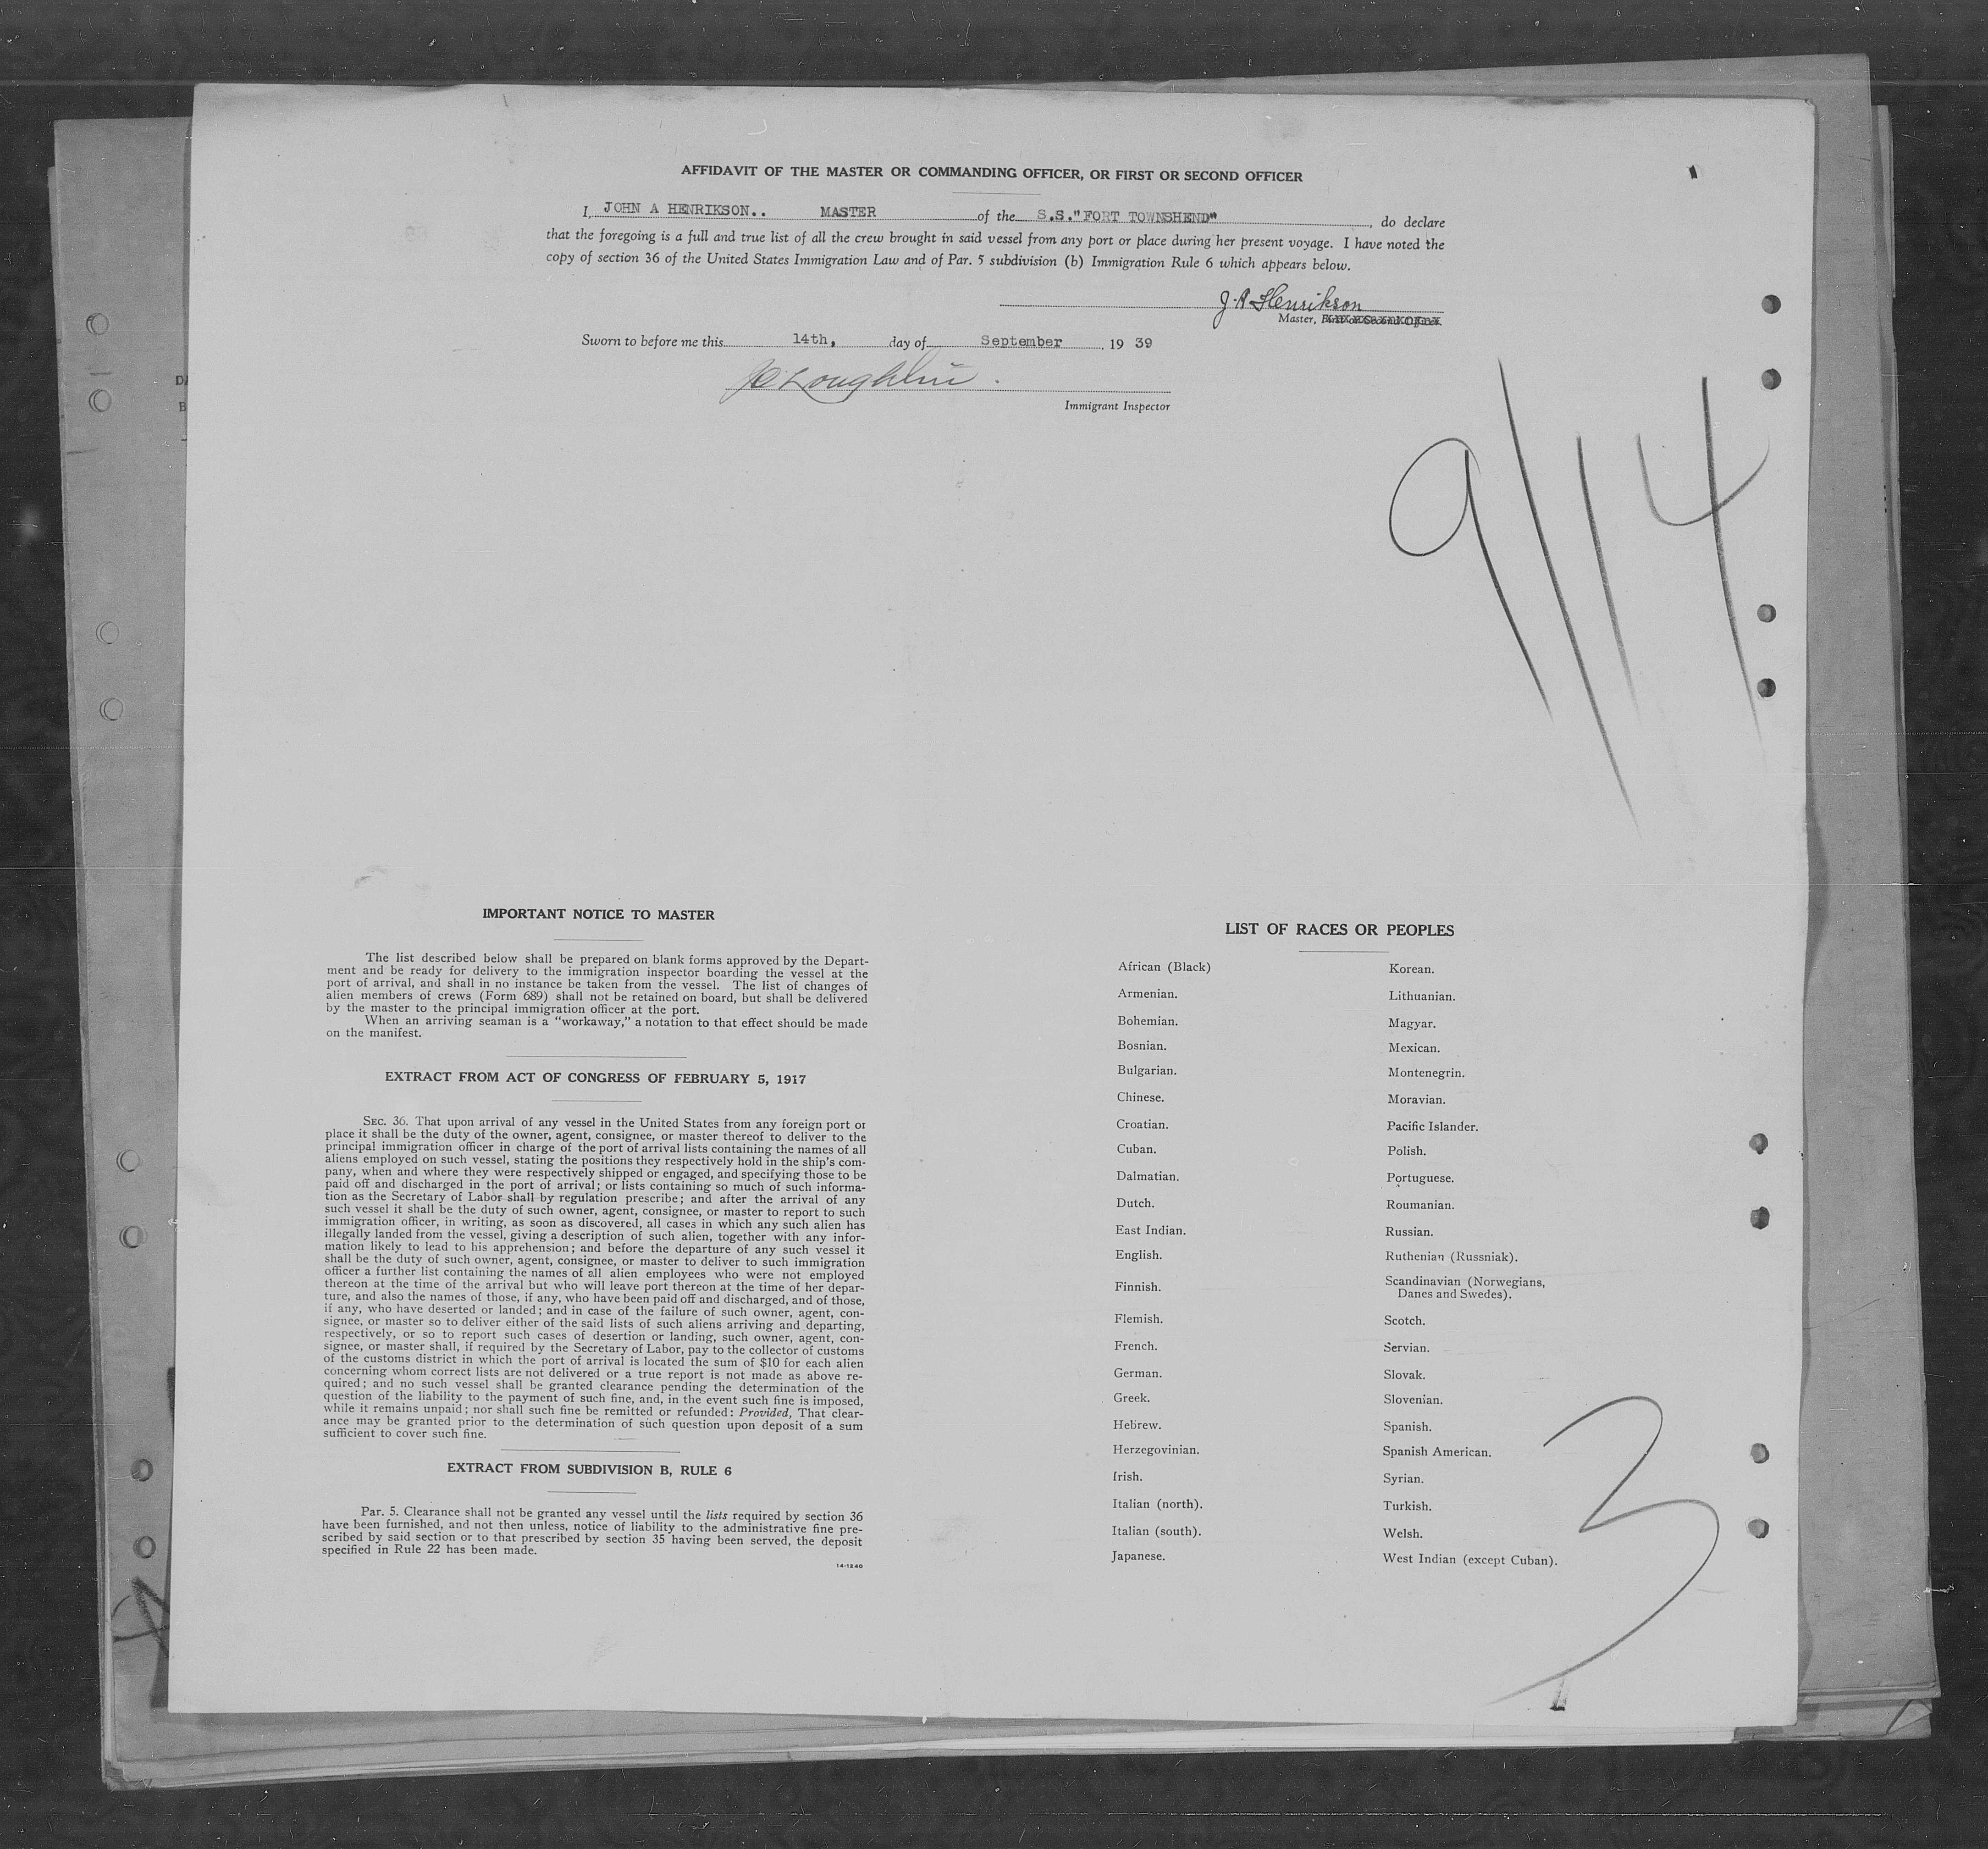 AFFIDAVIT OF THE MASTER OR COMMANDING OFFICER, OR FIRST OR SECOND OFFICER
I, JOHN A HENRIKSON.. MASTER of the S.S."FORT TOWNSHEND", do declare
that the foregoing is a full and true list of all the crew brought in said vessel from any port or place during her present voyage. I have noted the
copy of section 36 of the United States Immigration Law and of Par. 5 subdivision (b) Immigration Rule 6 which appears below.
J. A Henrikson
Master, First or Second Officer.
Sworn to before me this 14th, day of September, 19 39
Immigrant Inspector
9/14
IMPORTANT NOTICE TO MASTER
The list described below shall be prepared on blank forms approved by the Depart-
ment and be ready for delivery to the immigration inspector boarding the vessel at the
port of arrival, and shall in no instance be taken from the vessel. The list of changes of
alien members of crews (Form 689) shall not be retained on board, but shall be delivered
by the master to the principal immigration officer at the port.
When an arriving seaman is a "workaway," a notation to that effect should be made
on the manifest.
EXTRACT FROM ACT OF CONGRESS OF FEBRUARY 5, 1917
SEC. 36. That upon arrival of any vessel in the United States from any foreign port or
place it shall be the duty of the owner, agent, consignee, or master thereof to deliver to the
principal immigration officer in charge of the port of arrival lists containing the names of all
aliens employed on such vessel, stating the positions they respectively hold in the ship's com-
pany, when and where they were respectively shipped or engaged, and specifying those to be
paid off and discharged in the port of arrival; or lists containing so much of such informa-
tion as the Secretary of Labor shall by regulation prescribe; and after the arrival of any
such vessel it shall be the duty of such owner, agent, consignee, or master to report to such
immigration officer, in writing, as soon as discovered, all cases in which any such alien has
illegally landed from the vessel, giving a description of such alien, together with any infor-
mation likely to lead to his apprehension; and before the departure of any such vessel it
shall be the duty of such owner, agent, consignee, or master to deliver to such immigration
officer a further list containing the names of all alien employees who were not employed
thereon at the time of the arrival but who will leave port thereon at the time of her depar-
ture, and also the names of those, if any, who have been paid off and discharged, and of those,
if any, who have deserted or landed; and in case of the failure of such owner, agent, con-
signee, or master so to deliver either of the said lists of such aliens arriving and departing,
respectively, or so to report such cases of desertion or landing, such owner, agent, con-
signee, or master shall, if required by the Secretary of Labor, pay to the collector of customs
of the customs district in which the port of arrival is located the sum of $10 for each alien
concerning whom correct lists are not delivered or a true report is not made as above re-
quired; and no such vessel shall be granted clearance pending the determination of the
question of the liability to the payment of such fine, and, in the event such fine is imposed,
while it remains unpaid; nor shall such fine be remitted or refunded: Provided, That clear-
ance may be granted prior to the determination of such question upon deposit of a sum
sufficient to cover such fine.
EXTRACT FROM SUBDIVISION B, RULE 6
Par. 5. Clearance shall not be granted any vessel until the lists required by section 36
have been furnished, and not then unless, notice of liability to the administrative fine pre-
scribed by said section or to that prescribed by section 35 having been served, the deposit
specified in Rule 22 has been made.
14-1240
LIST OF RACES OR PEOPLES
African (Black)
Armenian.
Bohemian.
Bosnian.
Bulgarian.
Chinese.
Croatian.
Cuban.
Dalmatian.
Dutch.
East Indian.
English.
Finnish.
Flemish.
French.
German.
Greek.
Hebrew.
Herzegovinian.
Irish.
Italian (north).
Italian (south).
Japanese.
Korean.
Lithuanian.
Magyar.
Mexican.
Montenegrin.
Moravian.
Pacific Islander.
Polish.
Portuguese.
Roumanian.
Russian.
Ruthenian (Russniak).
Scandinavian (Norwegians,
Danes and Swedes).
Scotch.
Servian.
Slovak.
Slovenian.
Spanish.
Spanish American.
Syrian.
Turkish.
Welsh.
West Indian (except Cuban).
3